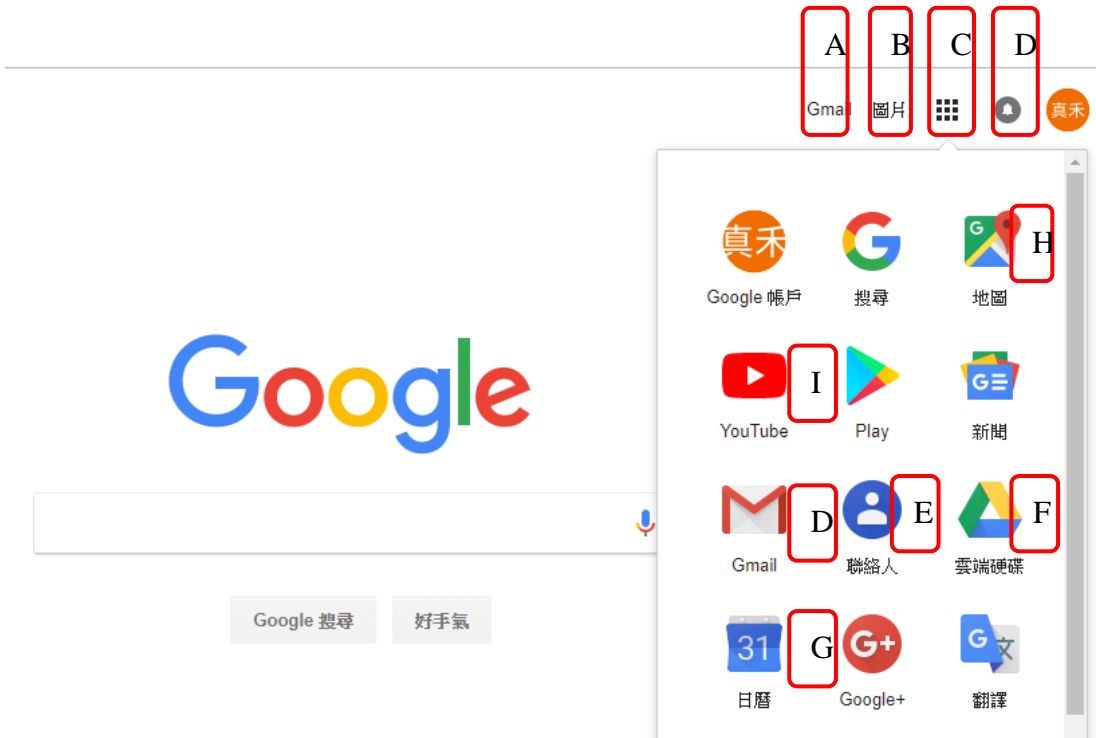 A B C D
Gmail 圖片 真禾
真禾 G G H
Google 帳戶 搜尋 地圖
Google
I G
YouTube Play 新聞
D E F
Gmail 聯絡人 雲端硬碟
31 G G+ G 文
日曆 Google+ 翻譯
Google 搜尋 好手氣